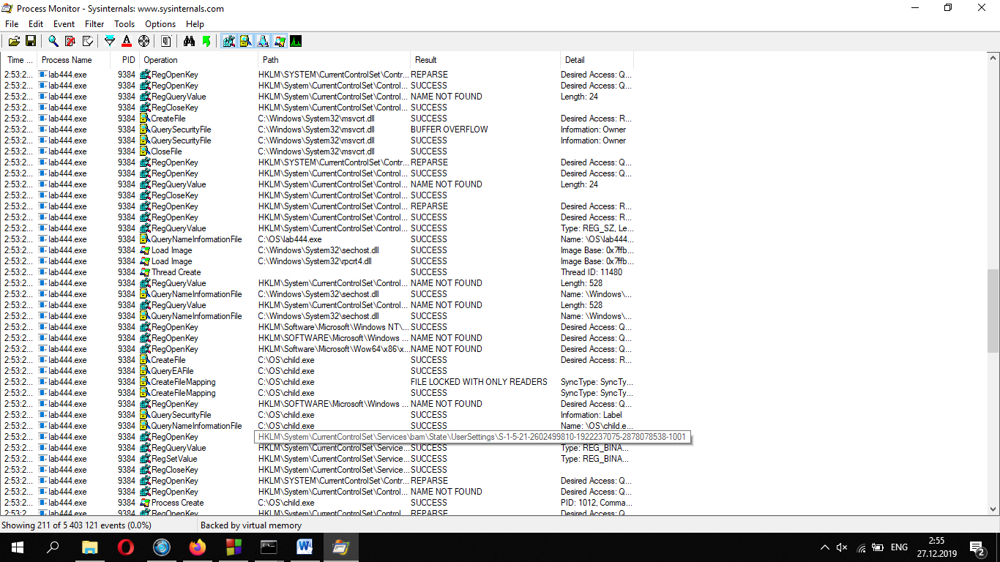 Process Monitor - Sysinternals: www.sysinternals.com
File Edit Event Filter Tools Options Help
Time ... Process Name PID Operation Path Result Detail
2:53:2... lab444.exe 9384 RegOpenKey HKLM\SYSTEM\CurrentControlSet\Contr... REPARSE Desired Access: Q...
2:53:2... lab444.exe 9384 RegOpenKey HKLM\System\CurrentControlSet\Control... SUCCESS Desired Access: Q...
2:53:2... lab444.exe 9384 RegQueryValue HKLM\System\CurrentControlSet\Control... NAME NOT FOUND Length: 24
2:53:2... lab444.exe 9384 RegCloseKey HKLM\System\CurrentControlSet\Control... SUCCESS
2:53:2... lab444.exe 9384 CreateFile C:\Windows\System32\msvcrt.dll SUCCESS Desired Access: R...
2:53:2... lab444.exe 9384 QuerySecurityFile C:\Windows\System32\msvcrt.dll BUFFER OVERFLOW Information: Owner
2:53:2... lab444.exe 9384 QuerySecurityFile C:\Windows\System32\msvcrt.dll SUCCESS Information: Owner
2:53:2... lab444.exe 9384 CloseFile C:\Windows\System32\msvcrt.dll SUCCESS
2:53:2... lab444.exe 9384 RegOpenKey HKLM\SYSTEM\CurrentControlSet\Contr... REPARSE Desired Access: Q...
2:53:2... lab444.exe 9384 RegOpenKey HKLM\System\CurrentControlSet\Control... SUCCESS Desired Access: Q...
2:53:2... lab444.exe 9384 RegQueryValue HKLM\System\CurrentControlSet\Control... NAME NOT FOUND Length: 24
2:53:2... lab444.exe 9384 RegCloseKey HKLM\System\CurrentControlSet\Control... SUCCESS
2:53:2... lab444.exe 9384 RegOpenKey HKLM\System\CurrentControlSet\Control... REPARSE Desired Access: R...
2:53:2... lab444.exe 9384 RegOpenKey HKLM\System\CurrentControlSet\Control... SUCCESS Desired Access: R...
2:53:2... lab444.exe 9384 RegQueryValue HKLM\System\CurrentControlSet\Control... SUCCESS Type: REG_SZ, Le...
2:53:2... lab444.exe 9384 QueryNameInformationFile C:\OS\lab444.exe SUCCESS Name: \OS\lab444...
2:53:2... lab444.exe 9384 Load Image C:\Windows\System32\sechost.dll SUCCESS Image Base: 0x7ffb...
2:53:2... lab444.exe 9384 Load Image C:\Windows\System32\rpcrt4.dll SUCCESS Image Base: 0x7ffb...
2:53:2... lab444.exe 9384 Thread Create SUCCESS Thread ID: 11480
2:53:2... lab444.exe 9384 RegQueryValue HKLM\System\CurrentControlSet\Control... NAME NOT FOUND Length: 528
2:53:2... lab444.exe 9384 QueryNameInformationFile C:\Windows\System32\sechost.dll SUCCESS Name: \Windows\...
2:53:2... lab444.exe 9384 RegQueryValue HKLM\System\CurrentControlSet\Control... NAME NOT FOUND Length: 528
2:53:2... lab444.exe 9384 QueryNameInformationFile C:\Windows\System32\sechost.dll SUCCESS Name: \Windows\...
2:53:2... lab444.exe 9384 RegOpenKey HKLM\Software\Microsoft\Windows NT\... SUCCESS Desired Access: Q...
2:53:2... lab444.exe 9384 RegOpenKey HKLM\SOFTWARE\Microsoft\Windows ... NAME NOT FOUND Desired Access: Q...
2:53:2... lab444.exe 9384 RegOpenKey HKLM\Software\Microsoft\Wow64\x86\x... NAME NOT FOUND Desired Access: Q...
2:53:2... lab444.exe 9384 CreateFile C:\OS\child.exe SUCCESS Desired Access: R...
2:53:2... lab444.exe 9384 QueryEAFile C:\OS\child.exe SUCCESS
2:53:2... lab444.exe 9384 CreateFileMapping C:\OS\child.exe FILE LOCKED WITH ONLY READERS SyncType: SyncTy...
2:53:2... lab444.exe 9384 CreateFileMapping C:\OS\child.exe SUCCESS SyncType: SyncTy...
2:53:2... lab444.exe 9384 RegOpenKey HKLM\SOFTWARE\Microsoft\Windows ... NAME NOT FOUND Desired Access: Q...
2:53:2... lab444.exe 9384 QuerySecurityFile C:\OS\child.exe SUCCESS Information: Label
2:53:2... lab444.exe 9384 QueryNameInformationFile C:\OS\child.exe SUCCESS Name: \OS\child.e...
2:53:2... lab444.exe 9384 RegOpenKey HKLM\System\CurrentControlSet\Services\bam\State\UserSettings\S-1-5-21-2602499810-1922237075-2878078538-1001
2:53:2... lab444.exe 9384 RegQueryValue HKLM\System\CurrentControlSet\Service... SUCCESS Type: REG_BINA...
2:53:2... lab444.exe 9384 RegSetValue HKLM\System\CurrentControlSet\Service... SUCCESS Type: REG_BINA...
2:53:2... lab444.exe 9384 RegCloseKey HKLM\System\CurrentControlSet\Service... SUCCESS
2:53:2... lab444.exe 9384 RegOpenKey HKLM\SYSTEM\CurrentControlSet\Contr... REPARSE Desired Access: Q...
2:53:2... lab444.exe 9384 RegOpenKey HKLM\System\CurrentControlSet\Control... NAME NOT FOUND Desired Access: Q...
2:53:2... lab444.exe 9384 Process Create C:\OS\child.exe SUCCESS PID: 1012, Comma...
2:53:2... lab444.exe 9384 RegOpenKey HKLM\System\CurrentControlSet\Control... REPARSE Desired Access: Q...
Showing 211 of 5 403 121 events (0.0%) Backed by virtual memory
ENG
2:55
27.12.2019
2